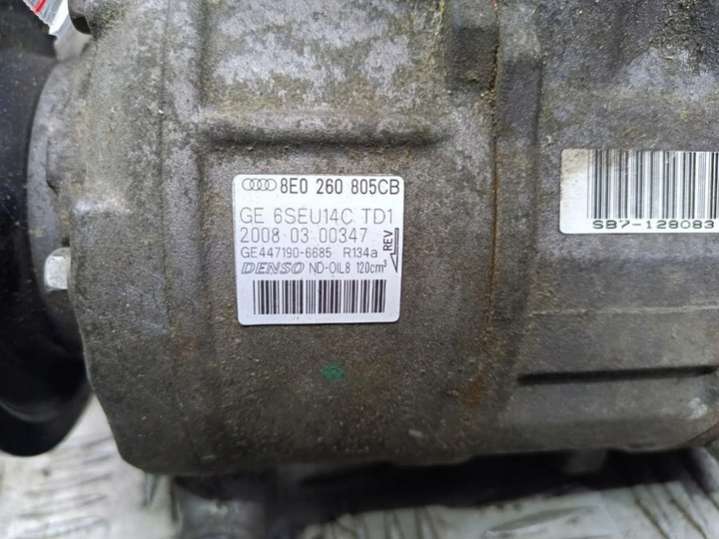 8E0 260 805CB
GE 6SEU14C TD1
2008 03 00347
REV
GE447190-6685 R134a
DENSO ND-OIL8 120cm³
SB7-128083